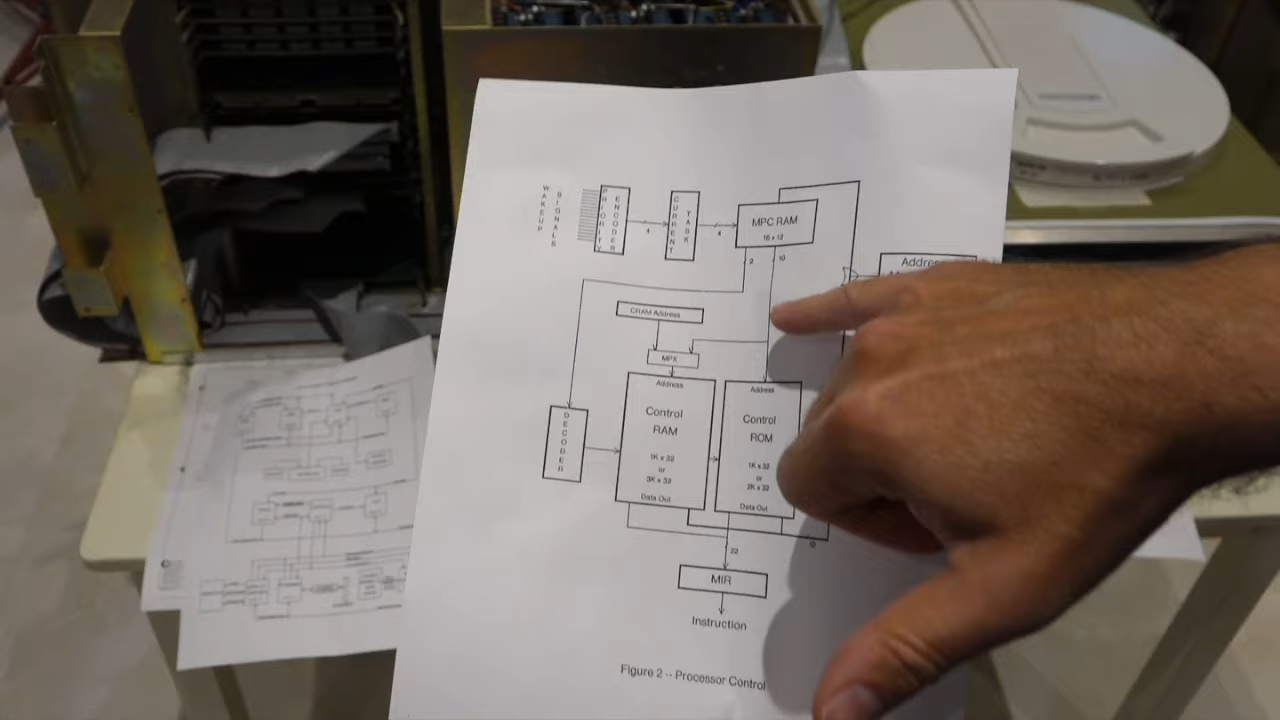 WAKEUP
SIGNALS
PRIORITY
ENCODER
4
CURRENT
TASK
4
MPC RAM
16 x 12
2
10
Addre
CRAM Address
MPX
DECODER
Address
Control
RAM
1K x 32
or
3K x 32
Data Out
Address
Control
ROM
1K x 32
or
2K x 32
Data Out
22
MIR
Instruction
Figure 2 -- Processor Control